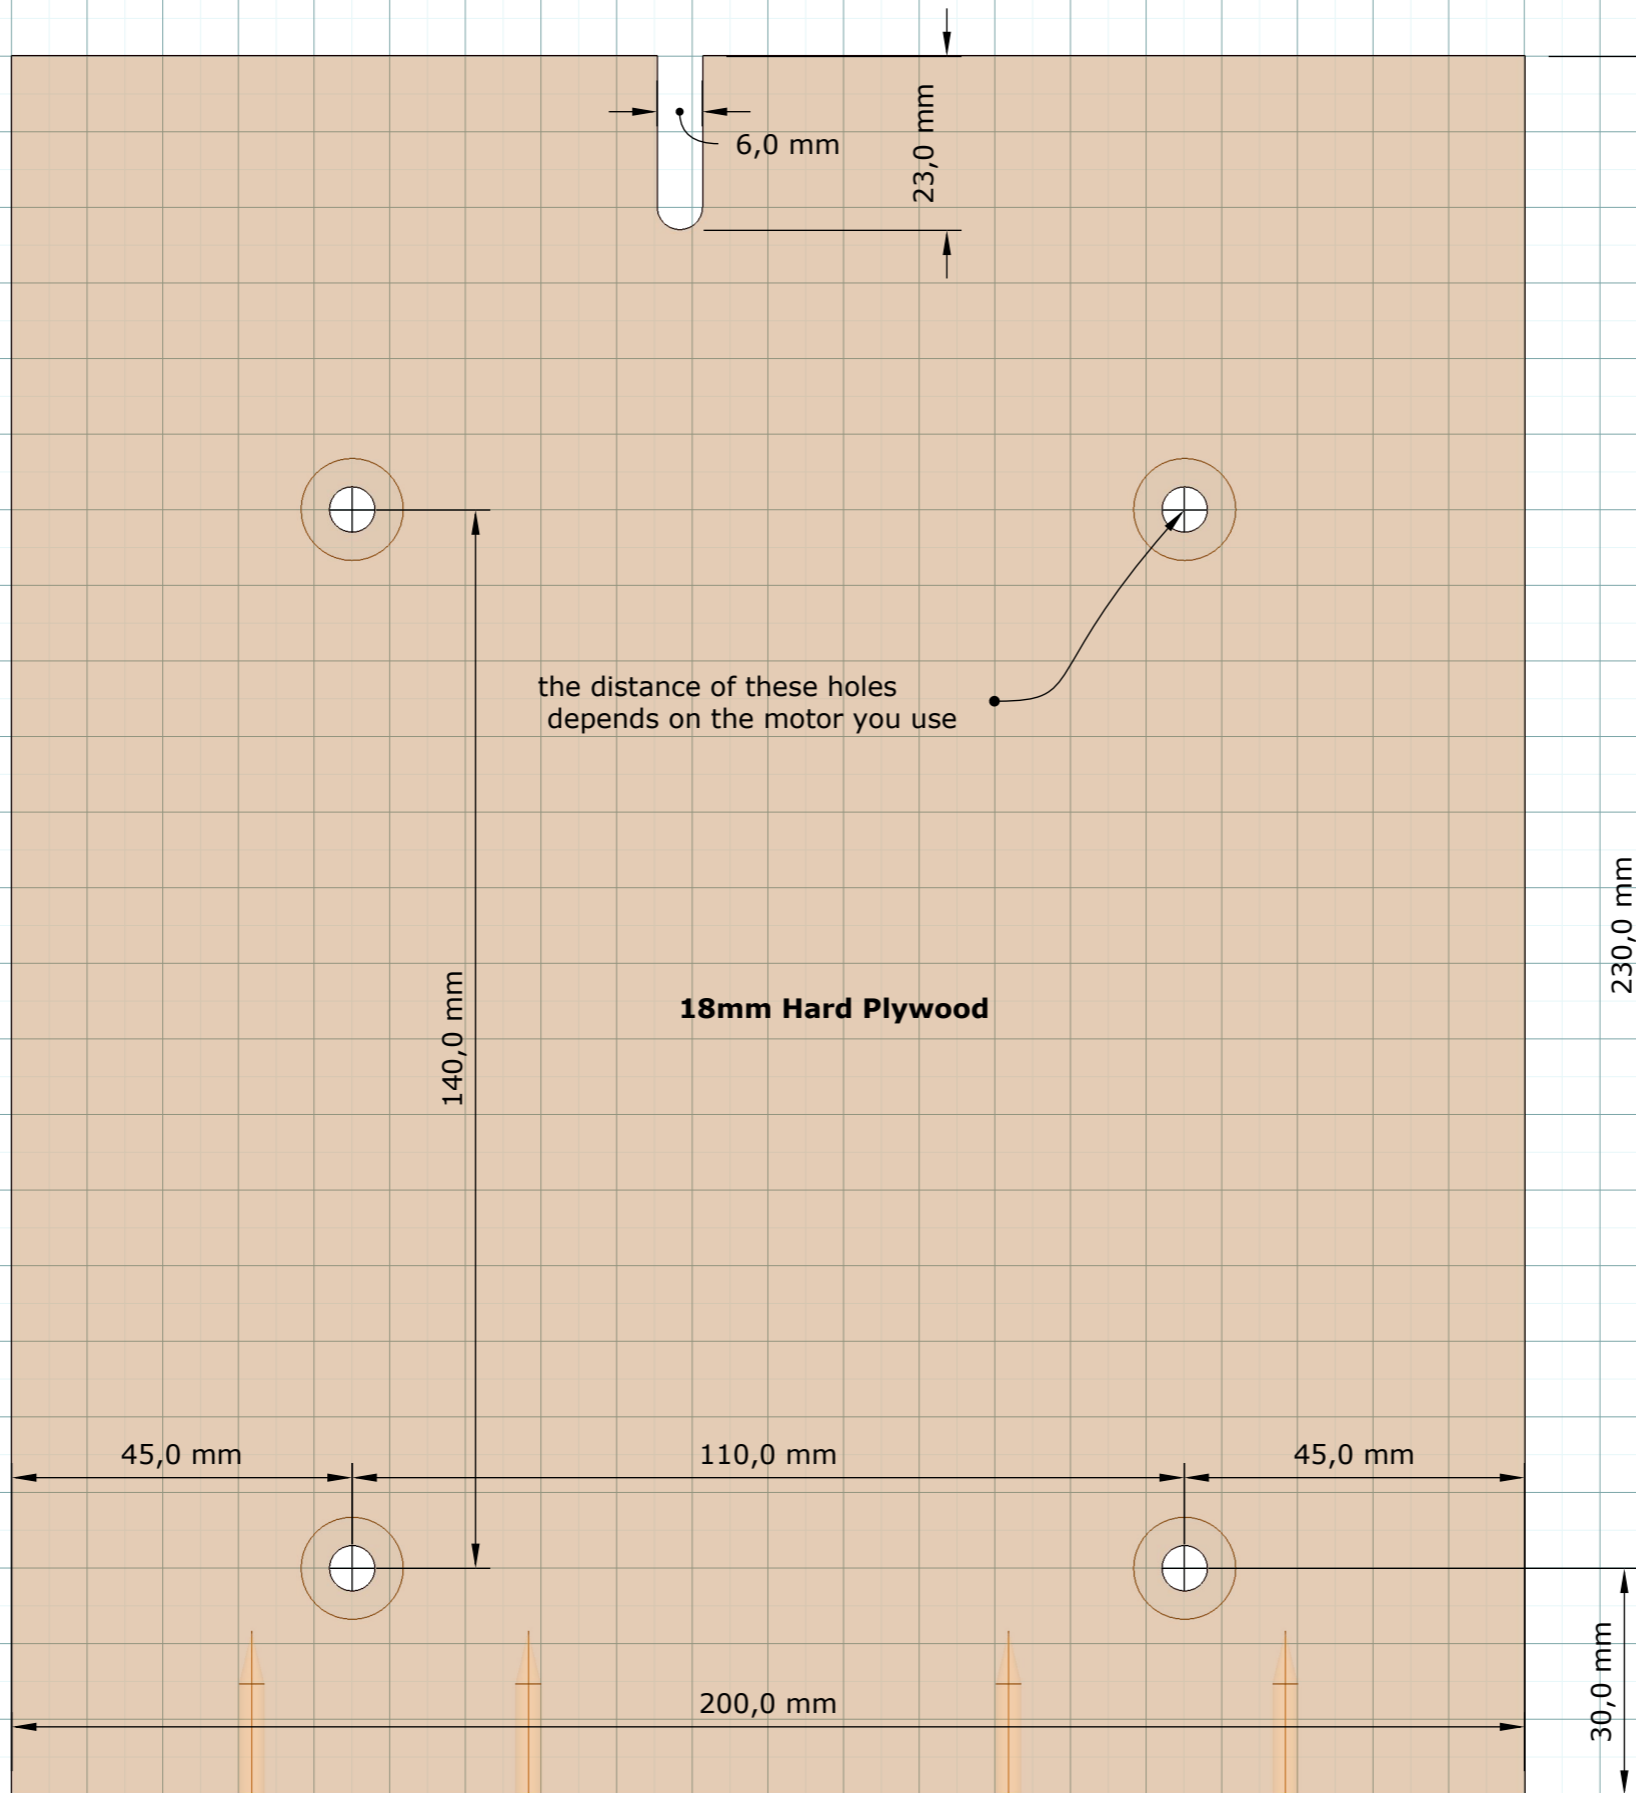 6,0 mm
23,0 mm
the distance of these holes
depends on the motor you use
230,0 mm
18mm Hard Plywood
140,0 mm
45,0 mm
110,0 mm
45,0 mm
200,0 mm
30,0 mm